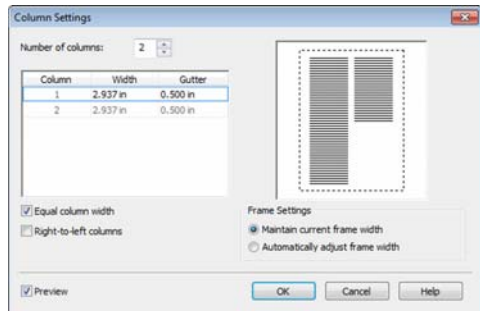 Column Settings
Number of columns: 2
Column Width Gutter
1 2.937 in 0.500 in
2 2.937 in 0.500 in
Equal column width
Right-to-left columns
Frame Settings
Maintain current frame width
Automatically adjust frame width
Preview
OK Cancel Help